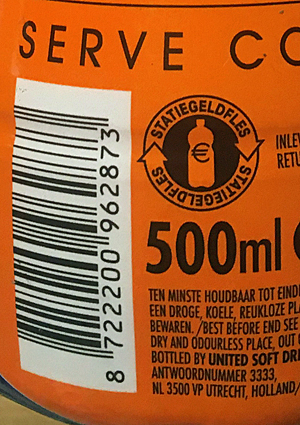 SERVE CO
STATIEGELDFLES
€
STATIEGELDFLES
INLEV
RETU
8 722200 962873
500ml
TEN MINSTE HOUDBAAR TOT EIND
EEN DROGE, KOELE, REUKLOZE PL
BEWAREN. /BEST BEFORE END SEE
DRY AND ODOURLESS PLACE, OUT O
BOTTLED BY UNITED SOFT DRI
ANTWOORDNUMMER 3333,
NL 3500 VP UTRECHT, HOLLAND/